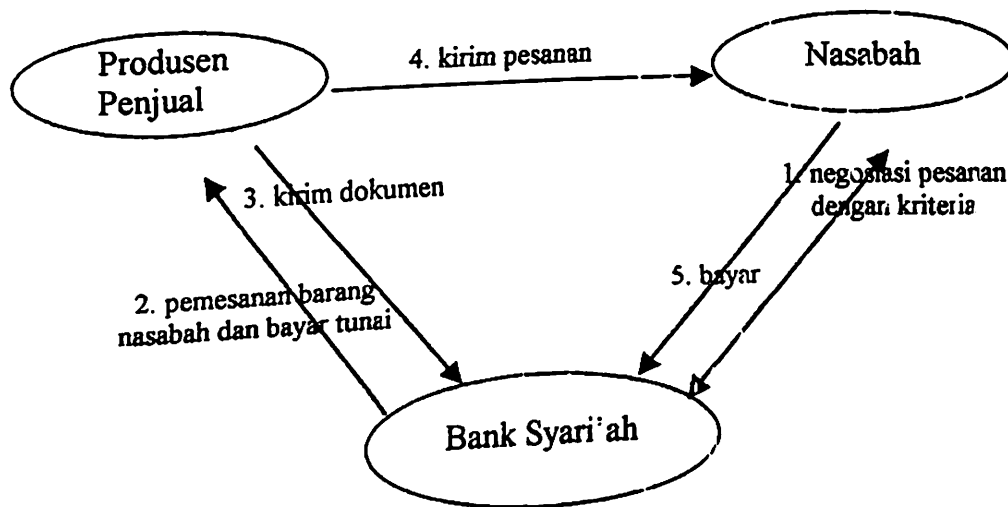 Produsen
Penjual
4. kirim pesanan
Nasabah
3. kirim dokumen
1. negosiasi pesanan
dengan kriteria
2. pemesanan barang
nasabah dan bayar tunai
5. bayar
Bank Syari'ah